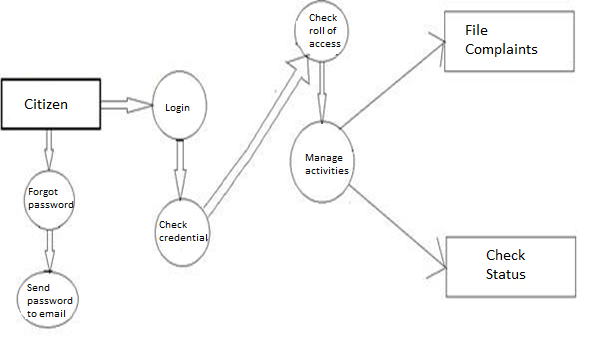 Check
roll of
access
File
Complaints
Citizen
Login
Manage
activities
Forgot
password
Check
credential
Check
Status
Send
password
to email